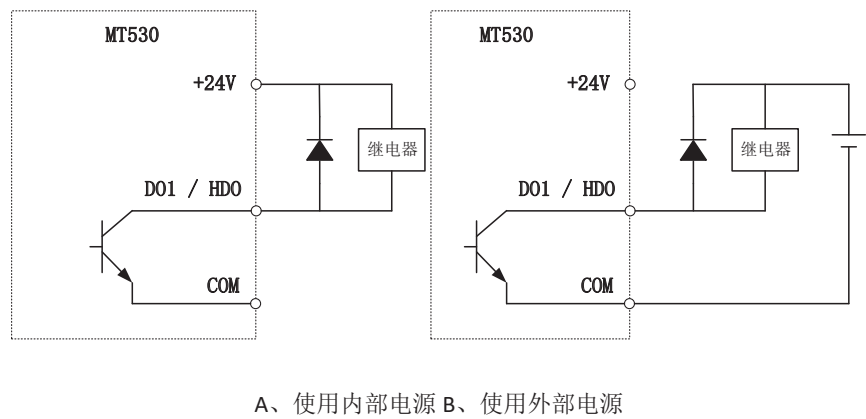 MT530
+24V
继电器
DO1 / HDO
COM
MT530
+24V
继电器
DO1 / HDO
COM
A、使用内部电源 B、使用外部电源